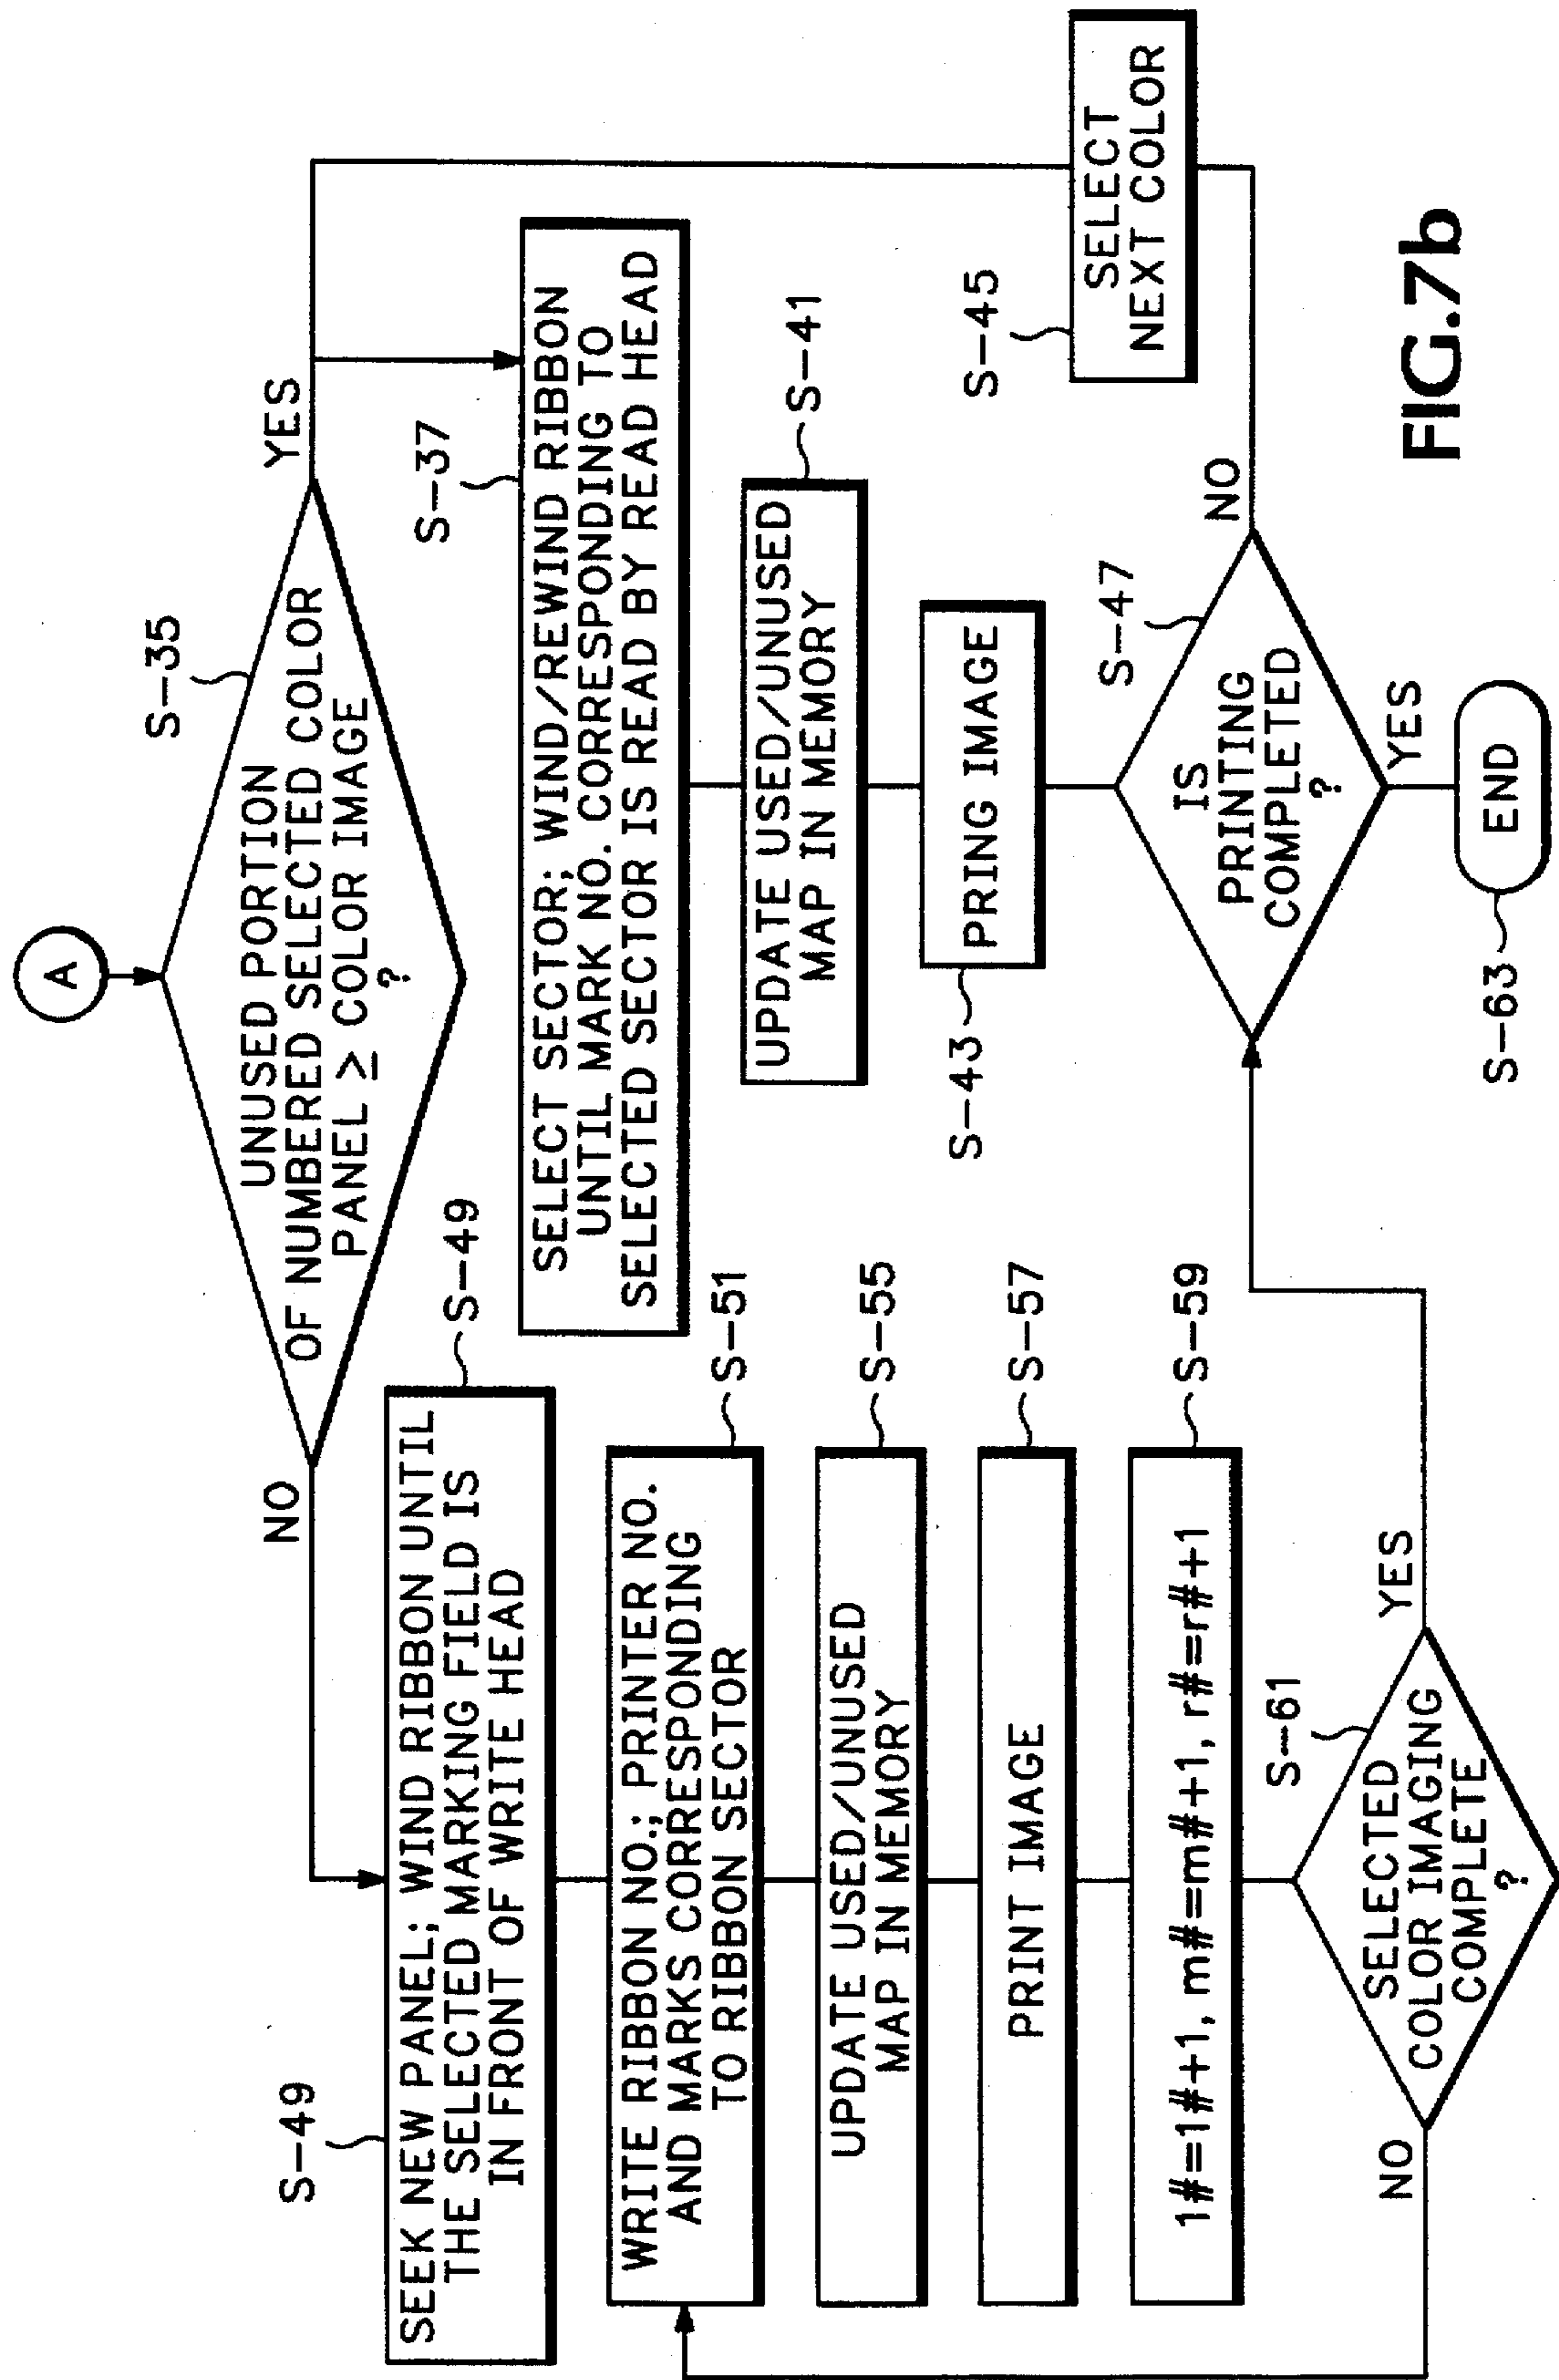 A
S-35
UNUSED PORTION
OF NUMBERED SELECTED COLOR
PANEL ≥ COLOR IMAGE
?
NO
YES
S-49
S-49
SEEK NEW PANEL; WIND RIBBON UNTIL
THE SELECTED MARKING FIELD IS
IN FRONT OF WRITE HEAD
S-51
WRITE RIBBON NO.; PRINTER NO.
AND MARKS CORRESPONDING
TO RIBBON SECTOR
S-55
UPDATE USED/UNUSED
MAP IN MEMORY
S-57
PRINT IMAGE
S-59
1#=1#+1, m#=m#+1, r#=r#+1
S-61
SELECTED
COLOR IMAGING
COMPLETE
?
NO
YES
S-37
SELECT SECTOR; WIND/REWIND RIBBON
UNTIL MARK NO. CORRESPONDING TO
SELECTED SECTOR IS READ BY READ HEAD
S-41
UPDATE USED/UNUSED
MAP IN MEMORY
S-43
PRING IMAGE
S-47
IS
PRINTING
COMPLETED
?
NO
YES
S-45
SELECT
NEXT COLOR
S-63
END
FIG.7b